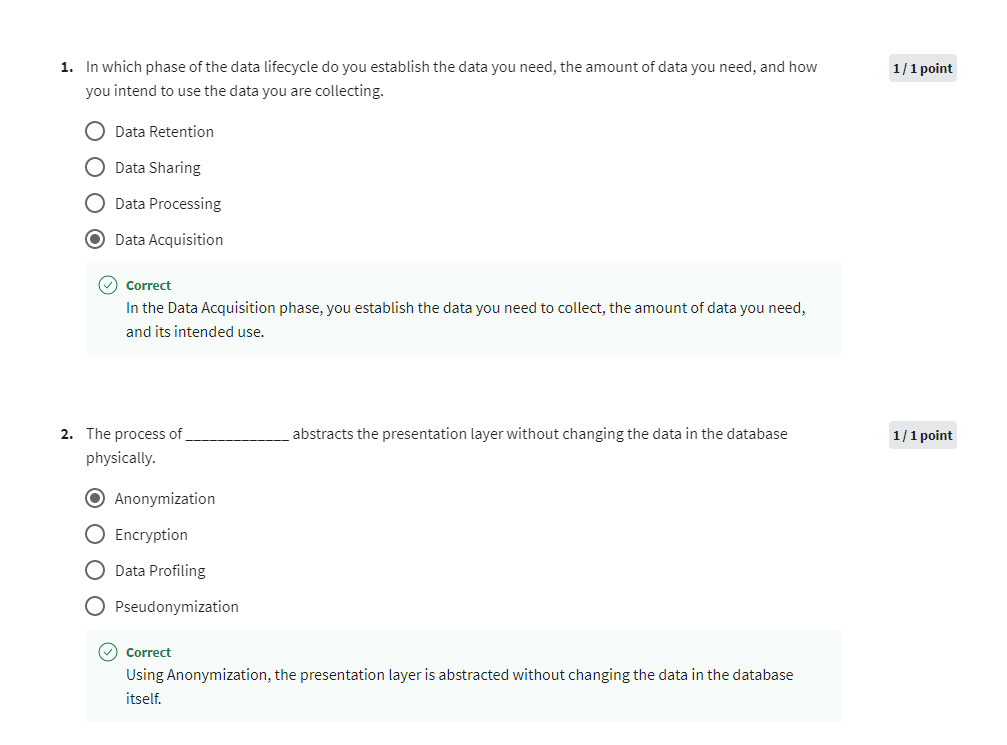 1. In which phase of the data lifecycle do you establish the data you need, the amount of data you need, and how
1 / 1 point
you intend to use the data you are collecting.
Data Retention
Data Sharing
Data Processing
Data Acquisition
Correct
In the Data Acquisition phase, you establish the data you need to collect, the amount of data you need,
and its intended use.
2. The process of _____________ abstracts the presentation layer without changing the data in the database
1 / 1 point
physically.
Anonymization
Encryption
Data Profiling
Pseudonymization
Correct
Using Anonymization, the presentation layer is abstracted without changing the data in the database
itself.